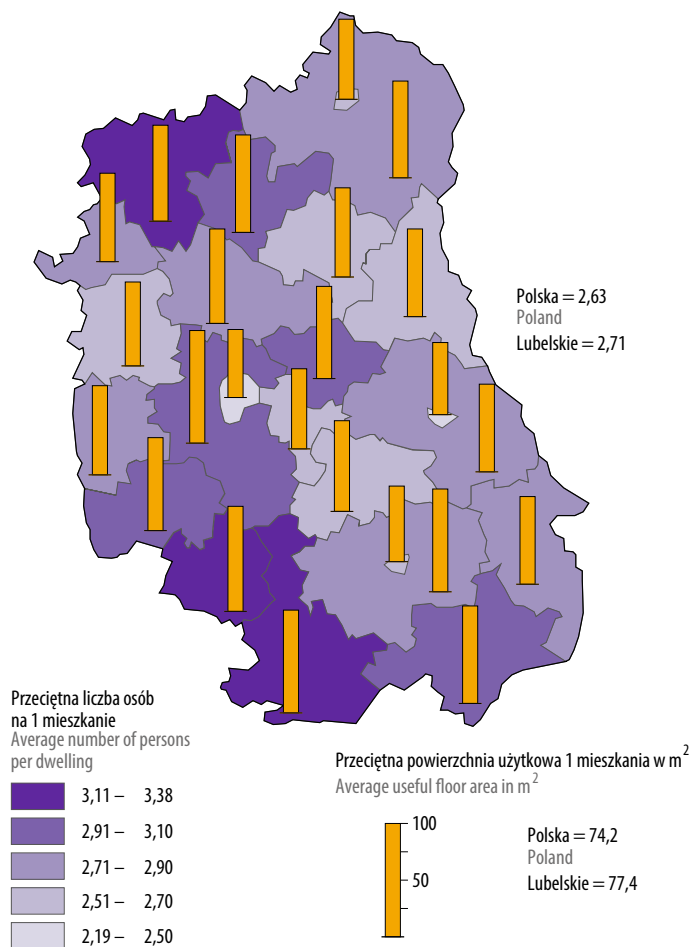 Polska = 2,63
Poland
Lubelskie = 2,71
Przeciętna liczba osób
na 1 mieszkanie
Average number of persons
per dwelling
3,11 – 3,38
2,91 – 3,10
2,71 – 2,90
2,51 – 2,70
2,19 – 2,50
Przeciętna powierzchnia użytkowa 1 mieszkania w m²
Average useful floor area in m²
100
50
Polska = 74,2
Poland
Lubelskie = 77,4